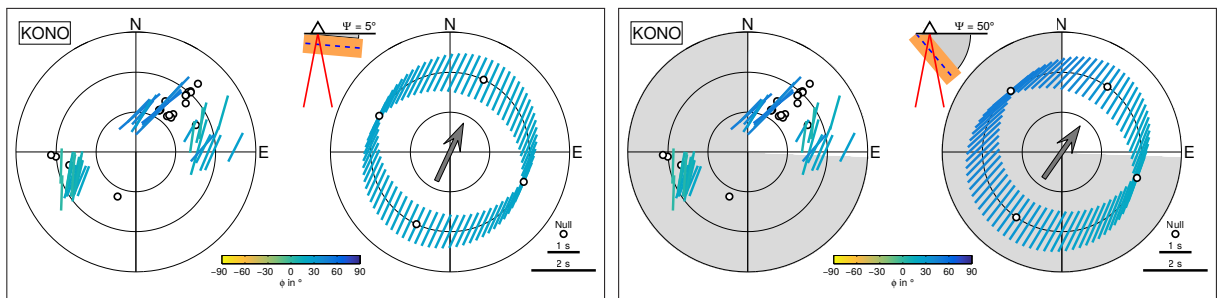 KONO
N
E
Ψ = 5°
N
E
Null
1 s
2 s
−90 −60 −30 0 30 60 90
ϕ in °
KONO
N
E
Ψ = 50°
N
E
Null
1 s
2 s
−90 −60 −30 0 30 60 90
ϕ in °